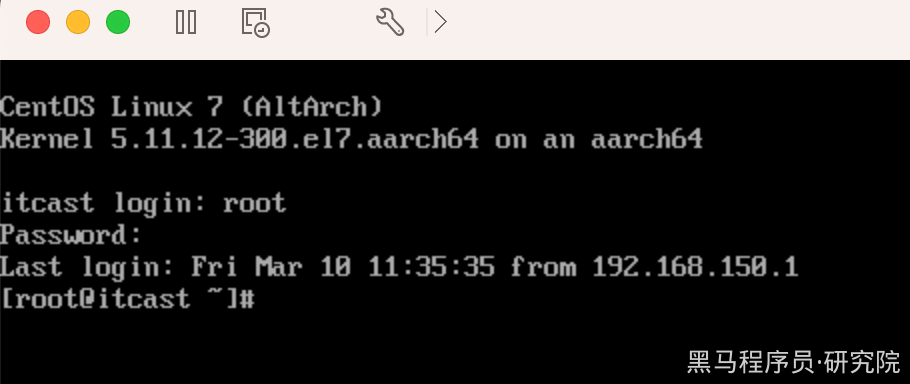 CentOS Linux 7 (AltArch)
Kernel 5.11.12-300.el7.aarch64 on an aarch64
itcast login: root
Password:
Last login: Fri Mar 10 11:35:35 from 192.168.150.1
[root@itcast ~]#
黑马程序员·研究院